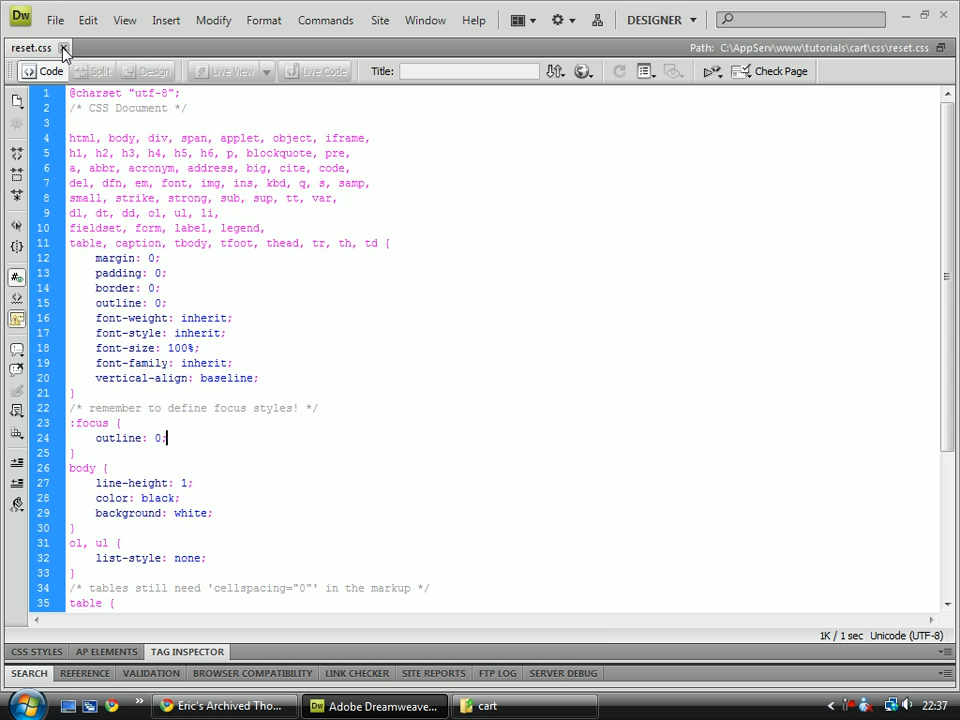 Dw File Edit View Insert Modify Format Commands Site Window Help DESIGNER
reset.css Path: C:\AppServ\www\tutorials\cart\css\reset.css
Code Split Design Live View Live Code Title: Check Page
1 @charset "utf-8";
2 /* CSS Document */
3
4 html, body, div, span, applet, object, iframe,
5 h1, h2, h3, h4, h5, h6, p, blockquote, pre,
6 a, abbr, acronym, address, big, cite, code,
7 del, dfn, em, font, img, ins, kbd, q, s, samp,
8 small, strike, strong, sub, sup, tt, var,
9 dl, dt, dd, ol, ul, li,
10 fieldset, form, label, legend,
11 table, caption, tbody, tfoot, thead, tr, th, td {
12 margin: 0;
13 padding: 0;
14 border: 0;
15 outline: 0;
16 font-weight: inherit;
17 font-style: inherit;
18 font-size: 100%;
19 font-family: inherit;
20 vertical-align: baseline;
21 }
22 /* remember to define focus styles! */
23 :focus {
24 outline: 0;
25 }
26 body {
27 line-height: 1;
28 color: black;
29 background: white;
30 }
31 ol, ul {
32 list-style: none;
33 }
34 /* tables still need 'cellspacing="0"' in the markup */
35 table {
1K / 1 sec Unicode (UTF-8)
CSS STYLES AP ELEMENTS TAG INSPECTOR
SEARCH REFERENCE VALIDATION BROWSER COMPATIBILITY LINK CHECKER SITE REPORTS FTP LOG SERVER DEBUG
Eric's Archived Tho... Adobe Dreamweave... cart 22:37